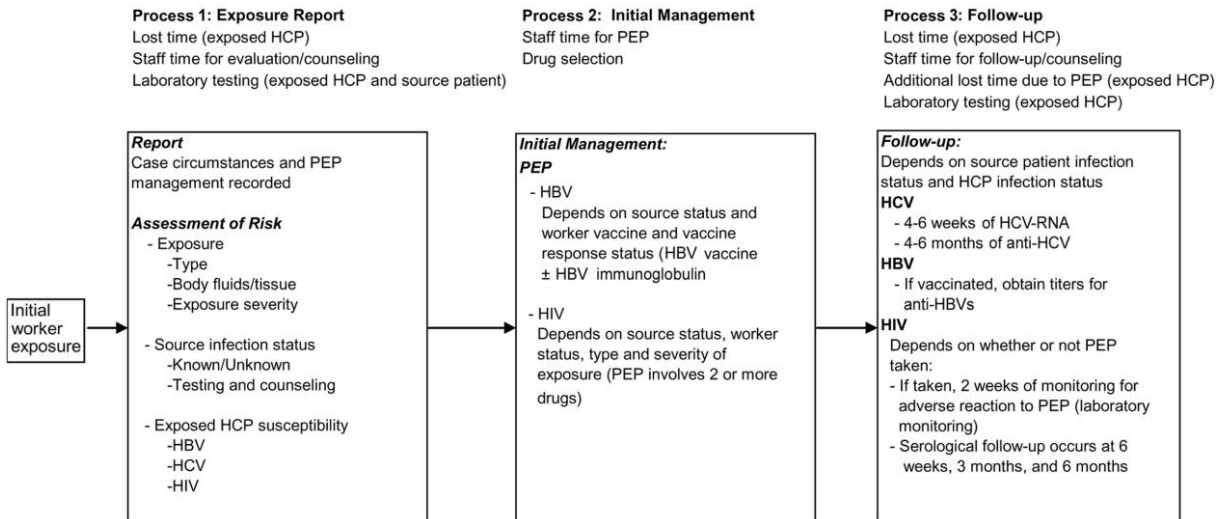 Process 1: Exposure Report
Lost time (exposed HCP)
Staff time for evaluation/counseling
Laboratory testing (exposed HCP and source patient)
Process 2: Initial Management
Staff time for PEP
Drug selection
Process 3: Follow-up
Lost time (exposed HCP)
Staff time for follow-up/counseling
Additional lost time due to PEP (exposed HCP)
Laboratory testing (exposed HCP)
Initial
worker
exposure
Report
Case circumstances and PEP
management recorded
Assessment of Risk
- Exposure
-Type
-Body fluids/tissue
-Exposure severity
- Source infection status
-Known/Unknown
-Testing and counseling
- Exposed HCP susceptibility
-HBV
-HCV
-HIV
Initial Management:
PEP
- HBV
Depends on source status and
worker vaccine and vaccine
response status (HBV vaccine
± HBV immunoglobulin
- HIV
Depends on source status, worker
status, type and severity of
exposure (PEP involves 2 or more
drugs)
Follow-up:
Depends on source patient infection
status and HCP infection status
HCV
- 4-6 weeks of HCV-RNA
- 4-6 months of anti-HCV
HBV
- If vaccinated, obtain titers for
anti-HBVs
HIV
Depends on whether or not PEP
taken:
- If taken, 2 weeks of monitoring for
adverse reaction to PEP (laboratory
monitoring)
- Serological follow-up occurs at 6
weeks, 3 months, and 6 months